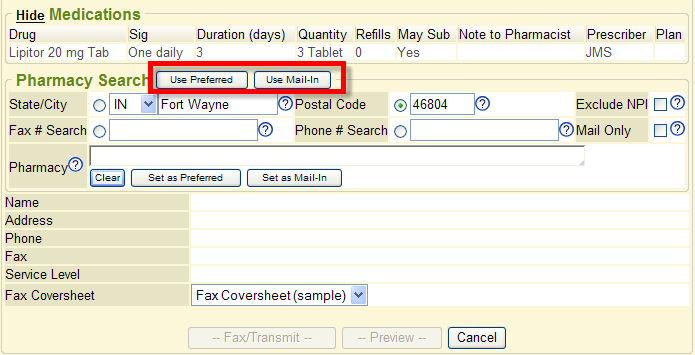 Hide Medications
Drug Sig Duration (days) Quantity Refills May Sub Note to Pharmacist Prescriber Plan
Lipitor 20 mg Tab One daily 3 3 Tablet 0 Yes JMS
Pharmacy Search Use Preferred Use Mail-In
State/City IN Fort Wayne ? Postal Code 46804 ? Exclude NPI ?
Fax # Search ? Phone # Search ? Mail Only ?
Pharmacy ?
Clear Set as Preferred Set as Mail-In
Name
Address
Phone
Fax
Service Level
Fax Coversheet Fax Coversheet (sample)
-- Fax/Transmit -- -- Preview -- Cancel